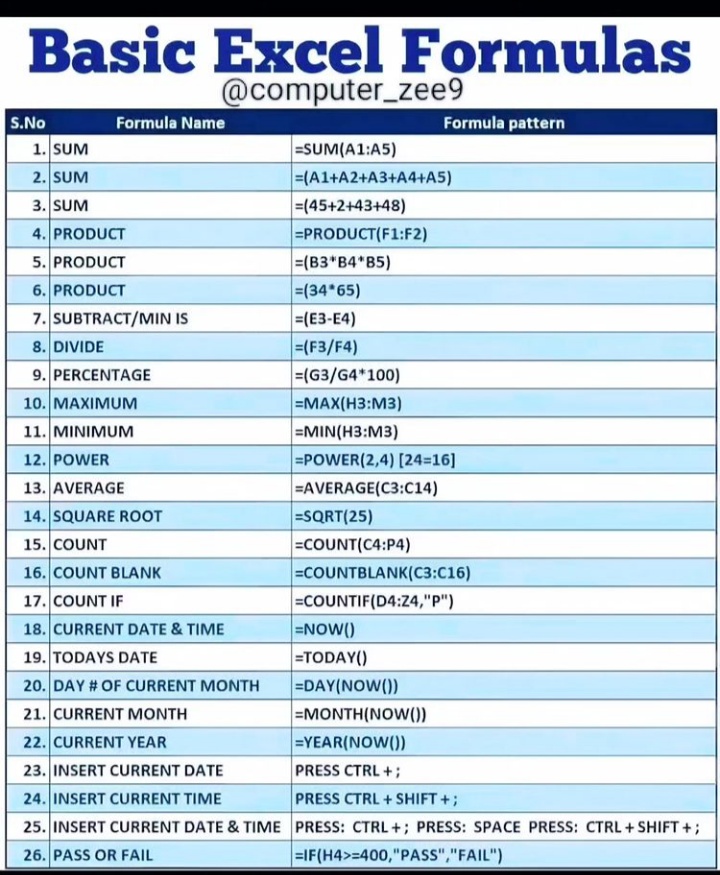 Basic Excel Formulas
@computer_zee9
S.No Formula Name Formula pattern
1. SUM =SUM(A1:A5)
2. SUM =(A1+A2+A3+A4+A5)
3. SUM =(45+2+43+48)
4. PRODUCT =PRODUCT(F1:F2)
5. PRODUCT =(B3*B4*B5)
6. PRODUCT =(34*65)
7. SUBTRACT/MIN IS =(E3-E4)
8. DIVIDE =(F3/F4)
9. PERCENTAGE =(G3/G4*100)
10. MAXIMUM =MAX(H3:M3)
11. MINIMUM =MIN(H3:M3)
12. POWER =POWER(2,4) [24=16]
13. AVERAGE =AVERAGE(C3:C14)
14. SQUARE ROOT =SQRT(25)
15. COUNT =COUNT(C4:P4)
16. COUNT BLANK =COUNTBLANK(C3:C16)
17. COUNT IF =COUNTIF(D4:Z4,"P")
18. CURRENT DATE & TIME =NOW()
19. TODAYS DATE =TODAY()
20. DAY # OF CURRENT MONTH =DAY(NOW())
21. CURRENT MONTH =MONTH(NOW())
22. CURRENT YEAR =YEAR(NOW())
23. INSERT CURRENT DATE PRESS CTRL + ;
24. INSERT CURRENT TIME PRESS CTRL + SHIFT + ;
25. INSERT CURRENT DATE & TIME PRESS: CTRL + ; PRESS: SPACE PRESS: CTRL + SHIFT + ;
26. PASS OR FAIL =IF(H4>=400,"PASS","FAIL")